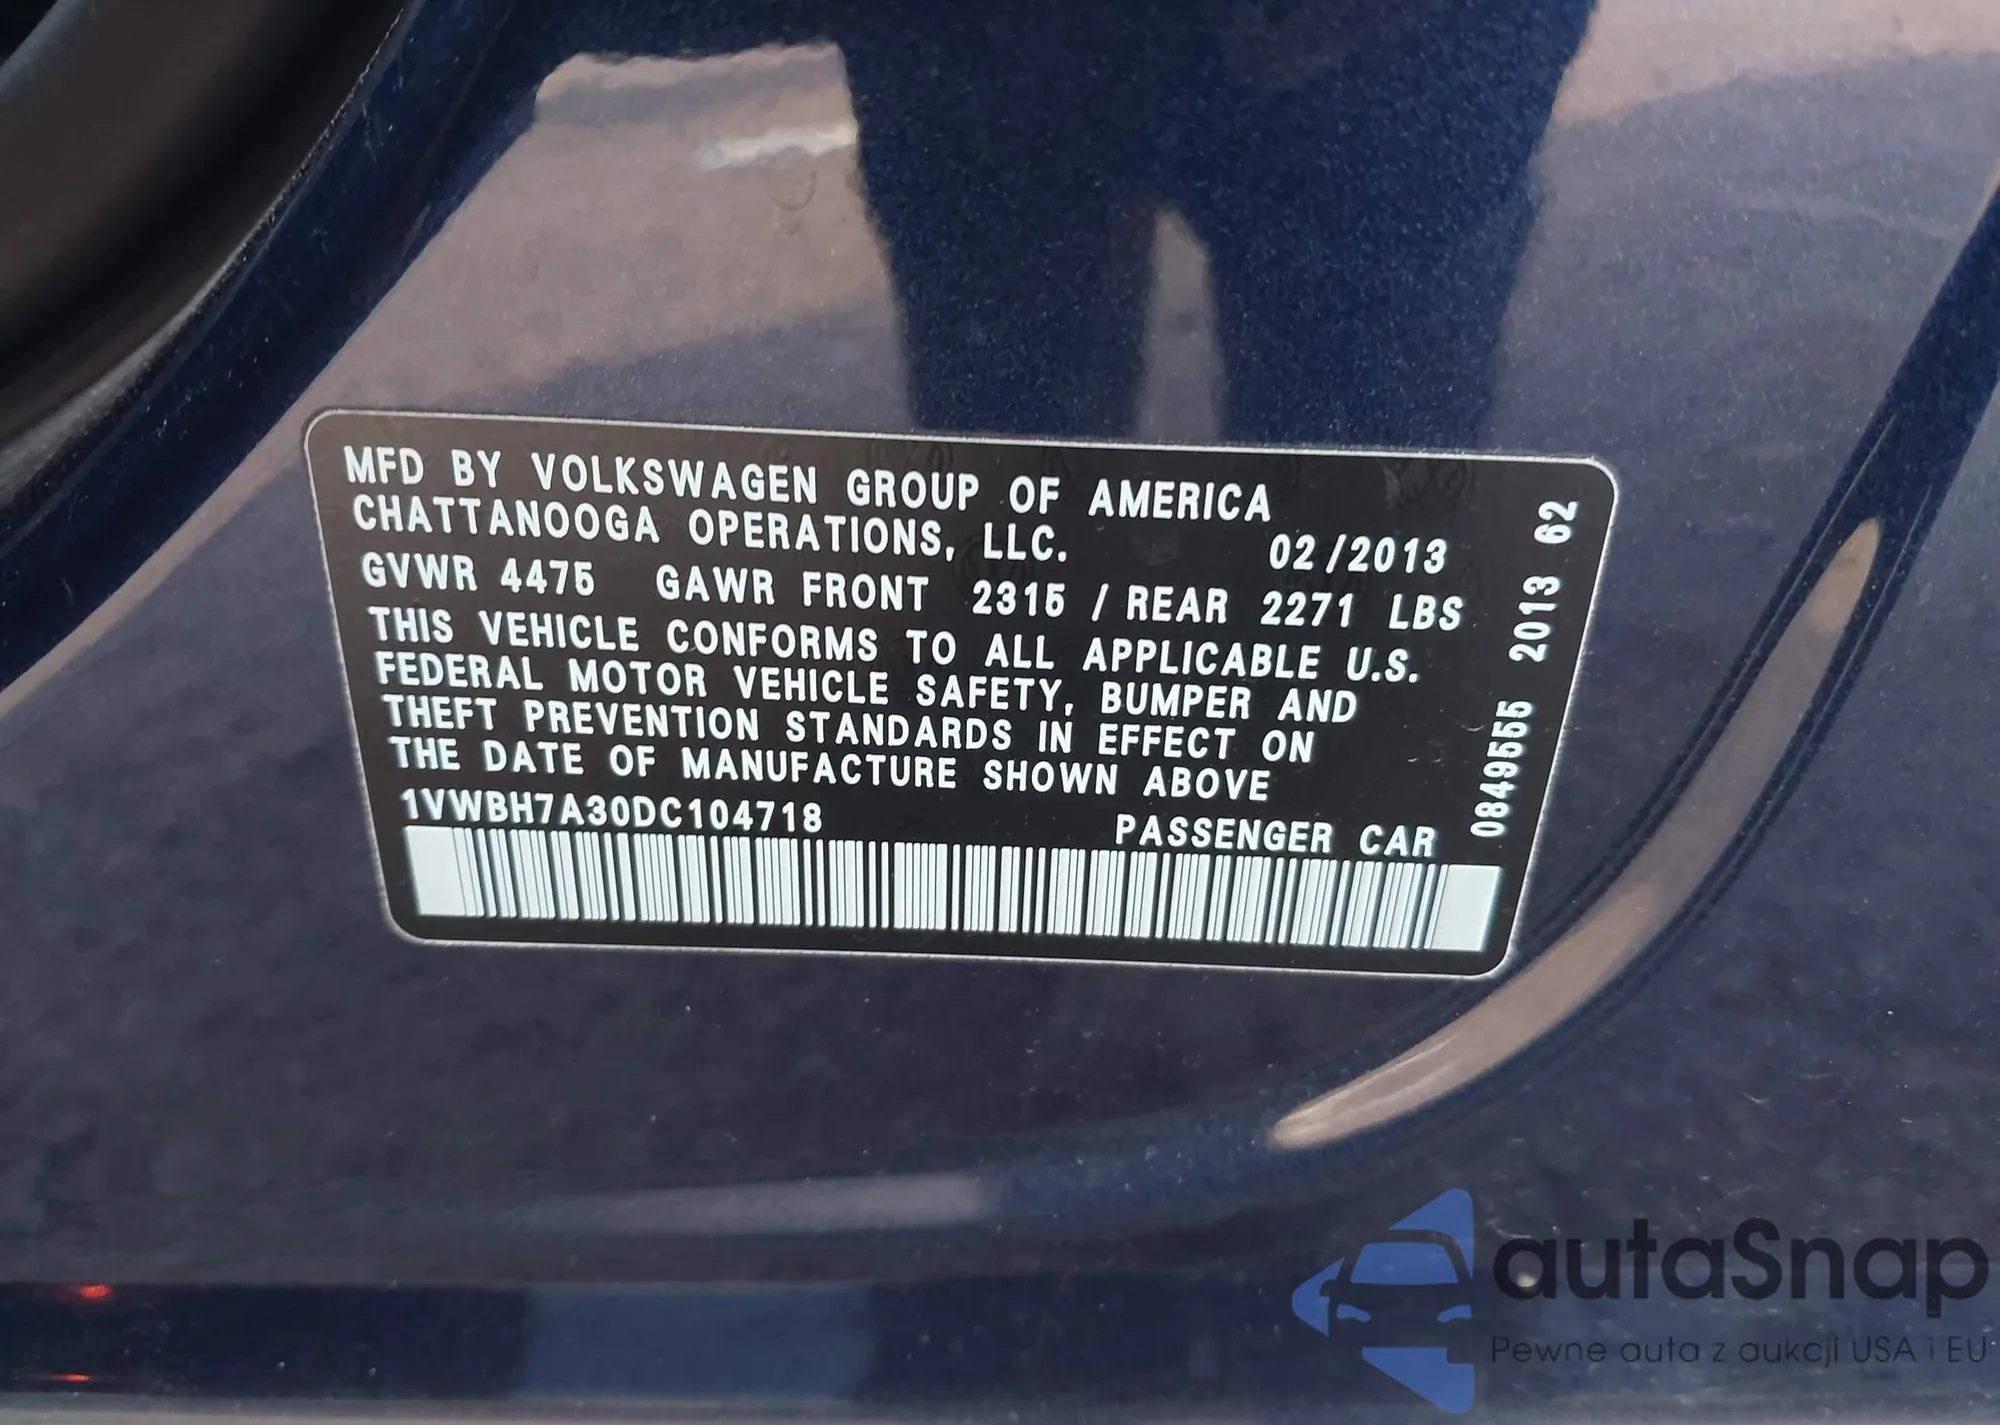 MFD BY VOLKSWAGEN GROUP OF AMERICA
CHATTANOOGA OPERATIONS, LLC. 02/2013
GVWR 4475 GAWR FRONT 2315 / REAR 2271 LBS
THIS VEHICLE CONFORMS TO ALL APPLICABLE U.S.
FEDERAL MOTOR VEHICLE SAFETY, BUMPER AND
THEFT PREVENTION STANDARDS IN EFFECT ON
THE DATE OF MANUFACTURE SHOWN ABOVE
1VWBH7A30DC104718 PASSENGER CAR
0849555 2013 62
autaSnap
Pewne auta z aukcji USA i EU